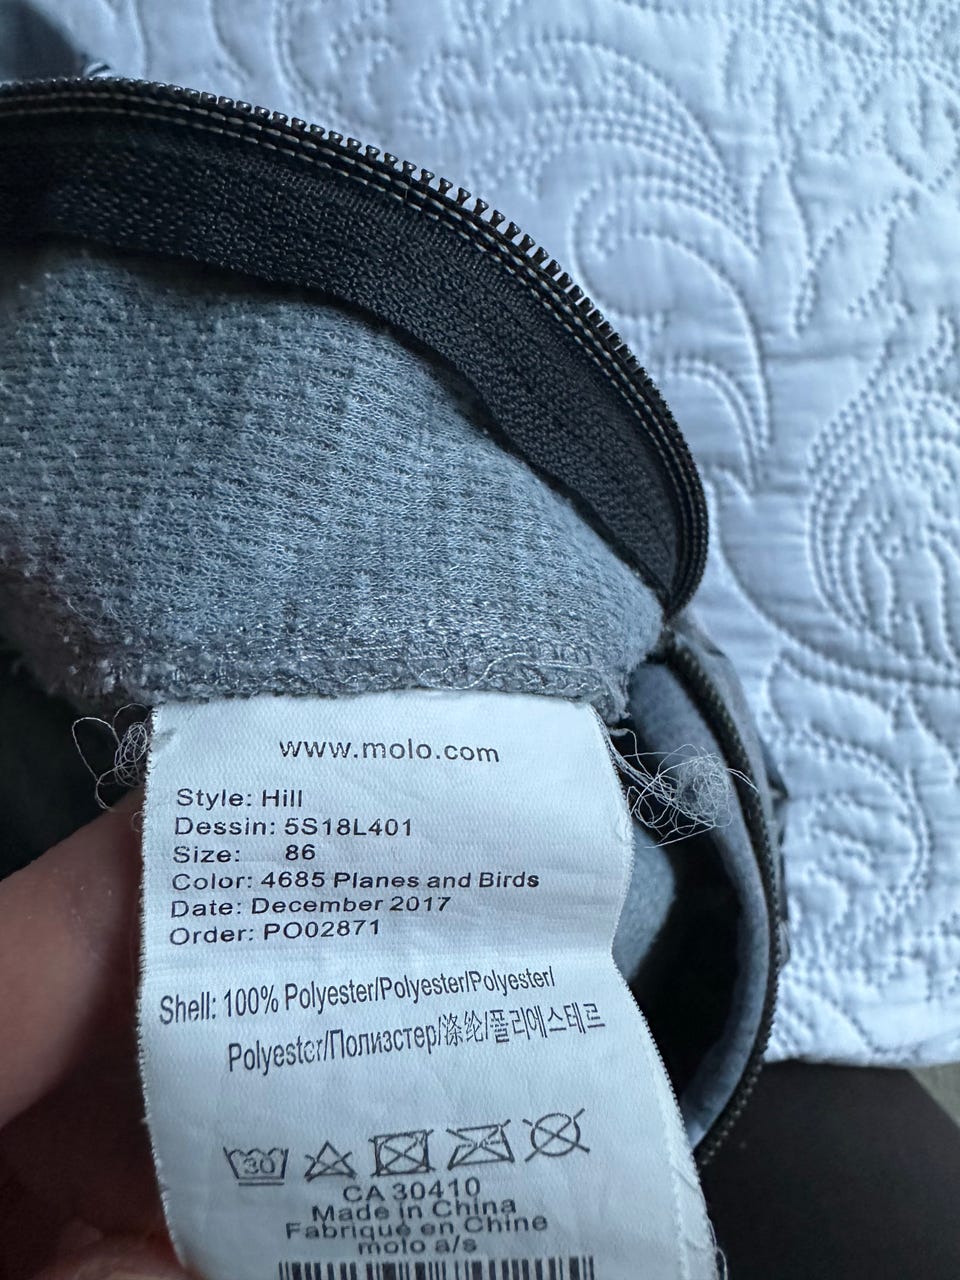 www.molo.com
Style: Hill
Dessin: 5S18L401
Size: 86
Color: 4685 Planes and Birds
Date: December 2017
Order: PO02871
Shell: 100% Polyester/Polyester/Polyester/
Polyester/Полиэстер/涤纶/폴리에스테르
30
CA 30410
Made in China
Fabriqué en Chine
molo a/s